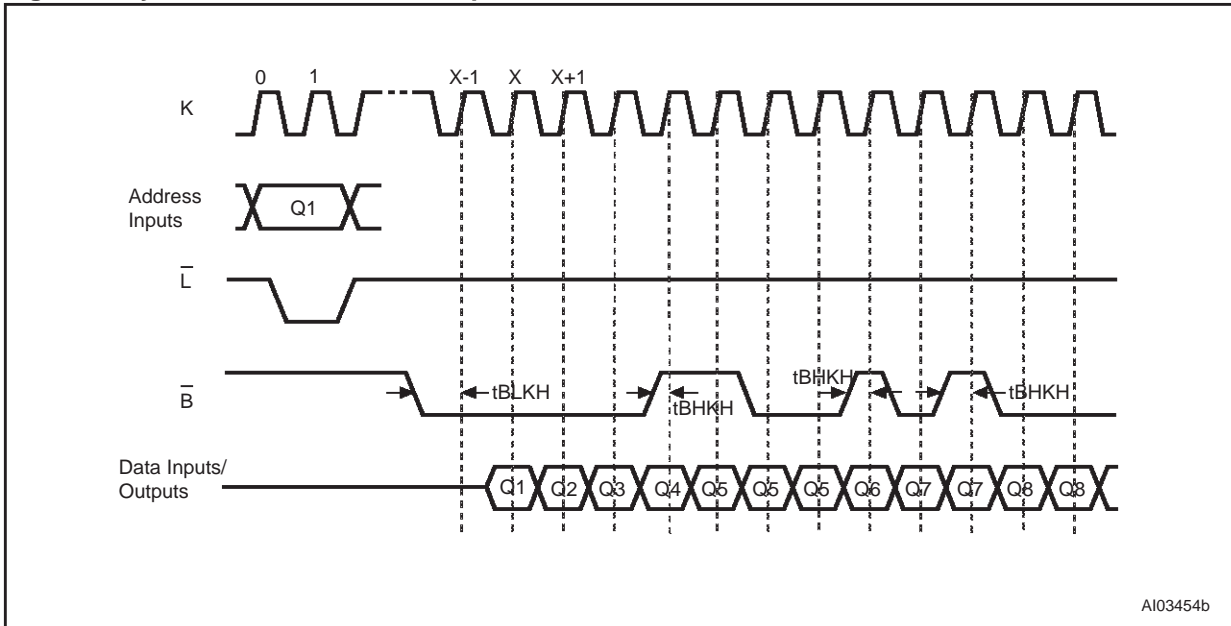 0 1 X-1 X X+1
K
Address
Inputs
Q1
L
B
tBLKH
tBHKH
tBHKH
tBHKH
Data Inputs/
Outputs
Q1 Q2 Q3 Q4 Q5 Q5 Q5 Q6 Q7 Q7 Q8 Q8
AI03454b